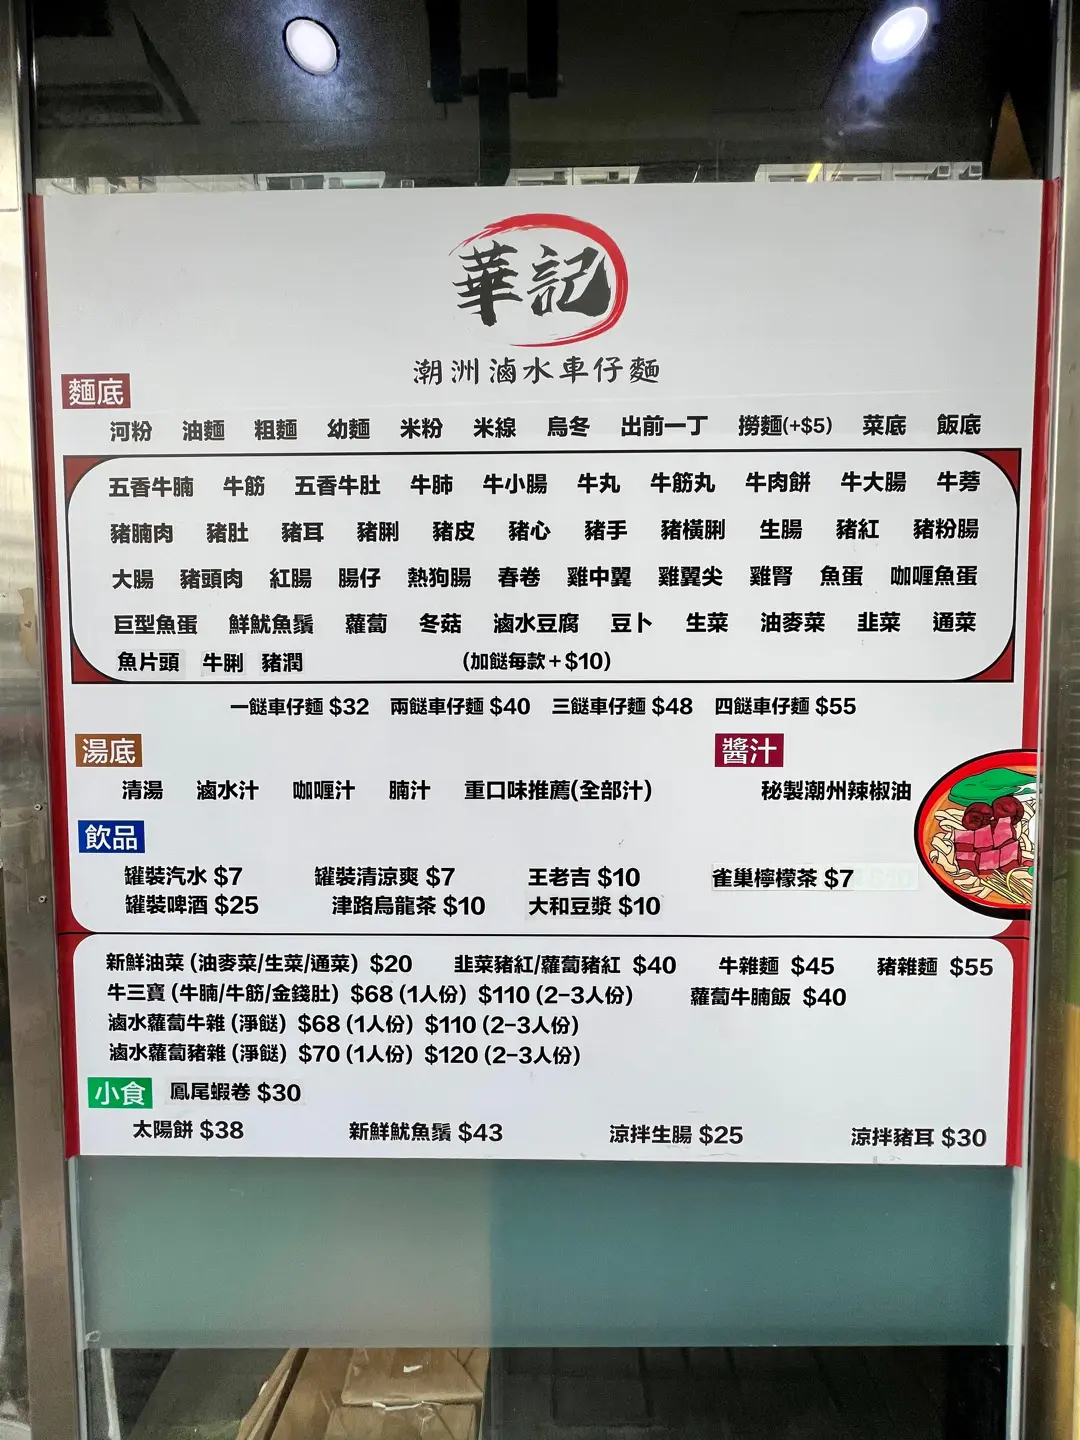 華記
潮洲滷水車仔麵
麵底
河粉 油麵 粗麵 幼麵 米粉 米線 烏冬 出前一丁 撈麵(+$5) 菜底 飯底
五香牛腩 牛筋 五香牛肚 牛肺 牛小腸 牛丸 牛筋丸 牛肉餅 牛大腸 牛蒡
豬腩肉 豬肚 豬耳 豬脷 豬皮 豬心 豬手 豬橫脷 生腸 豬紅 豬粉腸
大腸 豬頭肉 紅腸 腸仔 熱狗腸 春卷 雞中翼 雞翼尖 雞腎 魚蛋 咖喱魚蛋
巨型魚蛋 鮮魷魚鬚 蘿蔔 冬菇 滷水豆腐 豆卜 生菜 油麥菜 韭菜 通菜
魚片頭 牛脷 豬潤 (加餸每款+$10)
一餸車仔麵 $32 兩餸車仔麵 $40 三餸車仔麵 $48 四餸車仔麵 $55
湯底 醬汁
清湯 滷水汁 咖喱汁 腩汁 重口味推薦(全部汁) 秘製潮州辣椒油
飲品
罐裝汽水 $7 罐裝清涼爽 $7 王老吉 $10 雀巢檸檬茶 $7
罐裝啤酒 $25 津路烏龍茶 $10 大和豆漿 $10
新鮮油菜 (油麥菜/生菜/通菜) $20 韭菜豬紅/蘿蔔豬紅 $40 牛雜麵 $45 豬雜麵 $55
牛三寶 (牛腩/牛筋/金錢肚) $68 (1人份) $110 (2-3人份) 蘿蔔牛腩飯 $40
滷水蘿蔔牛雜 (淨餸) $68 (1人份) $110 (2-3人份)
滷水蘿蔔豬雜 (淨餸) $70 (1人份) $120 (2-3人份)
小食 鳳尾蝦卷 $30
太陽餅 $38 新鮮魷魚鬚 $43 涼拌生腸 $25 涼拌豬耳 $30